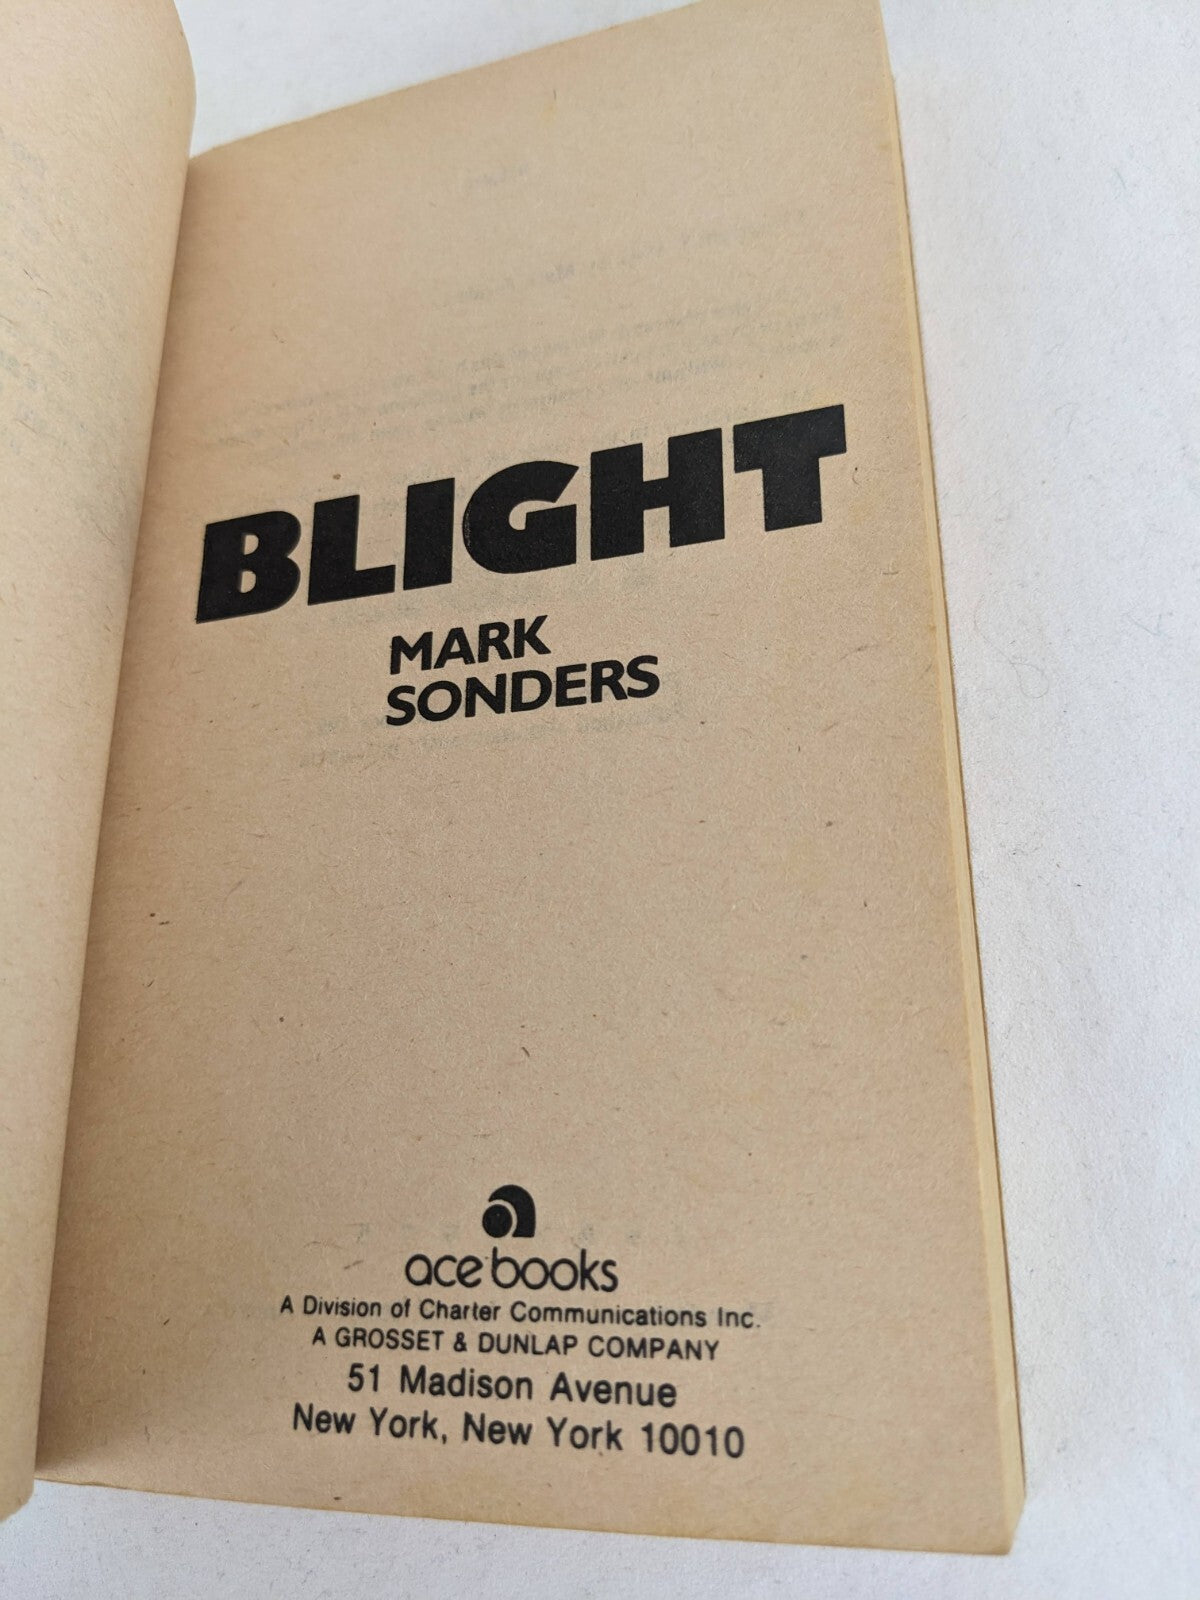 BLIGHT
MARK
SONDERS
ace books
A Division of Charter Communications Inc.
A GROSSET & DUNLAP COMPANY
51 Madison Avenue
New York, New York 10010